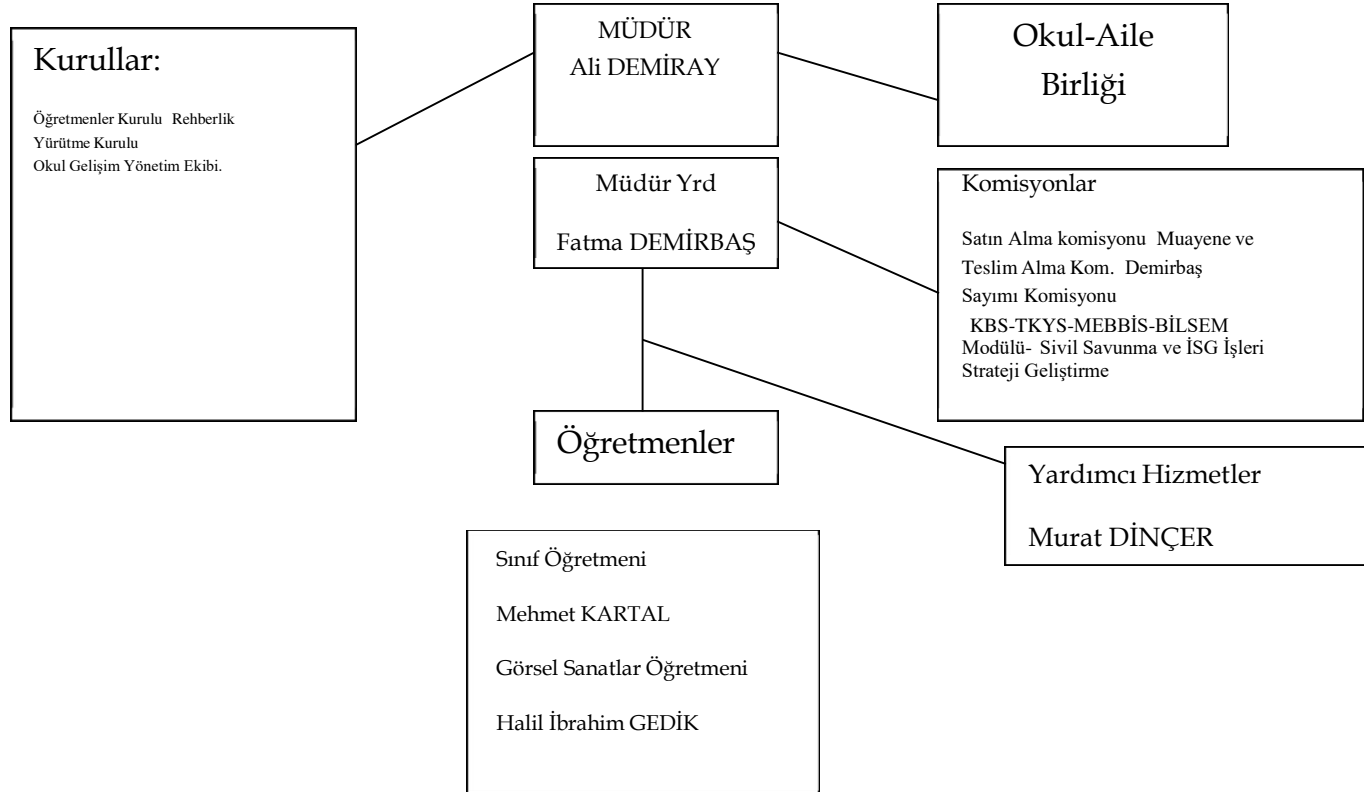 Kurullar:
Öğretmenler Kurulu Rehberlik
Yürütme Kurulu
Okul Gelişim Yönetim Ekibi.
MÜDÜR
Ali DEMİRAY
Okul-Aile
Birliği
Müdür Yrd
Fatma DEMİRBAŞ
Komisyonlar
Satın Alma komisyonu Muayene ve
Teslim Alma Kom. Demirbaş
Sayımı Komisyonu
KBS-TKYS-MEBBİS-BİLSEM
Modülü- Sivil Savunma ve İSG İşleri
Strateji Geliştirme
Öğretmenler
Yardımcı Hizmetler
Murat DİNÇER
Sınıf Öğretmeni
Mehmet KARTAL
Görsel Sanatlar Öğretmeni
Halil İbrahim GEDİK